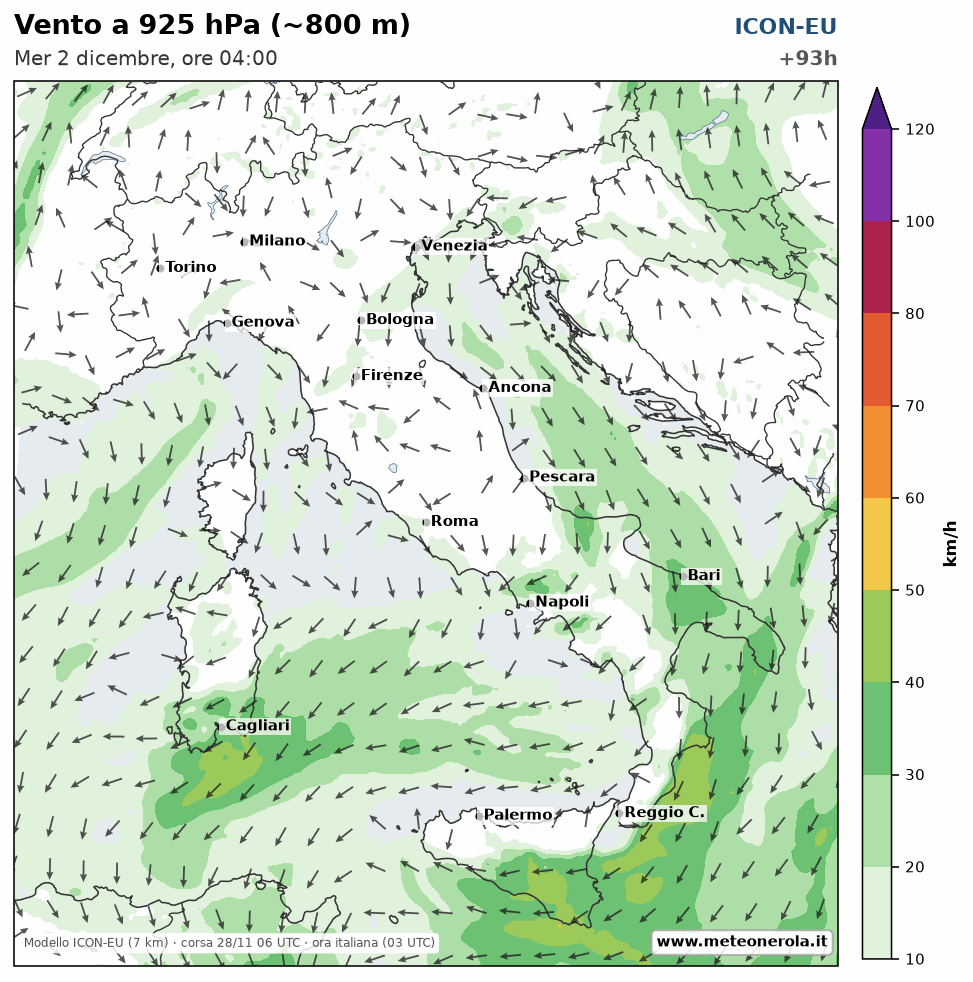 Vento a 925 hPa (~800 m)
ICON-EU
Mer 2 dicembre, ore 04:00
+93h
Milano
Venezia
Torino
Genova
Bologna
Firenze
Ancona
Pescara
Roma
Bari
Napoli
Cagliari
Palermo
Reggio C.
120
100
80
70
60
50
40
30
20
10
km/h
Modello ICON-EU (7 km) · corsa 28/11 06 UTC · ora italiana (03 UTC)
www.meteonerola.it